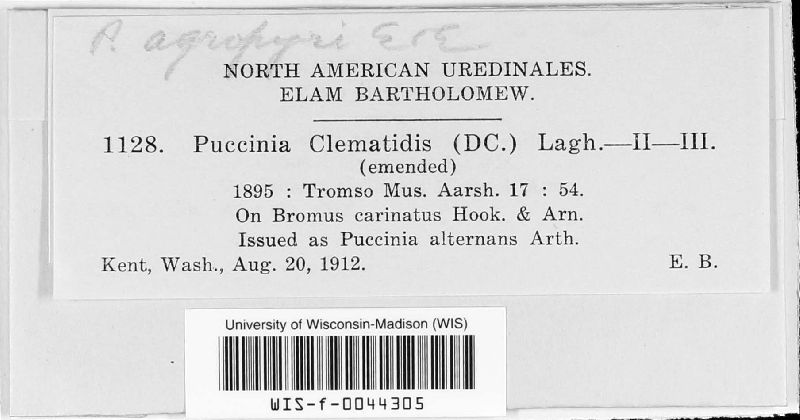 P. agropyri E&E
NORTH AMERICAN UREDINALES.
ELAM BARTHOLOMEW.
1128. Puccinia Clematidis (DC.) Lagh.—II—III.
(emended)
1895 : Tromso Mus. Aarsh. 17 : 54.
On Bromus carinatus Hook. & Arn.
Issued as Puccinia alternans Arth.
Kent, Wash., Aug. 20, 1912. E. B.
University of Wisconsin-Madison (WIS)
WIS-f-0044305